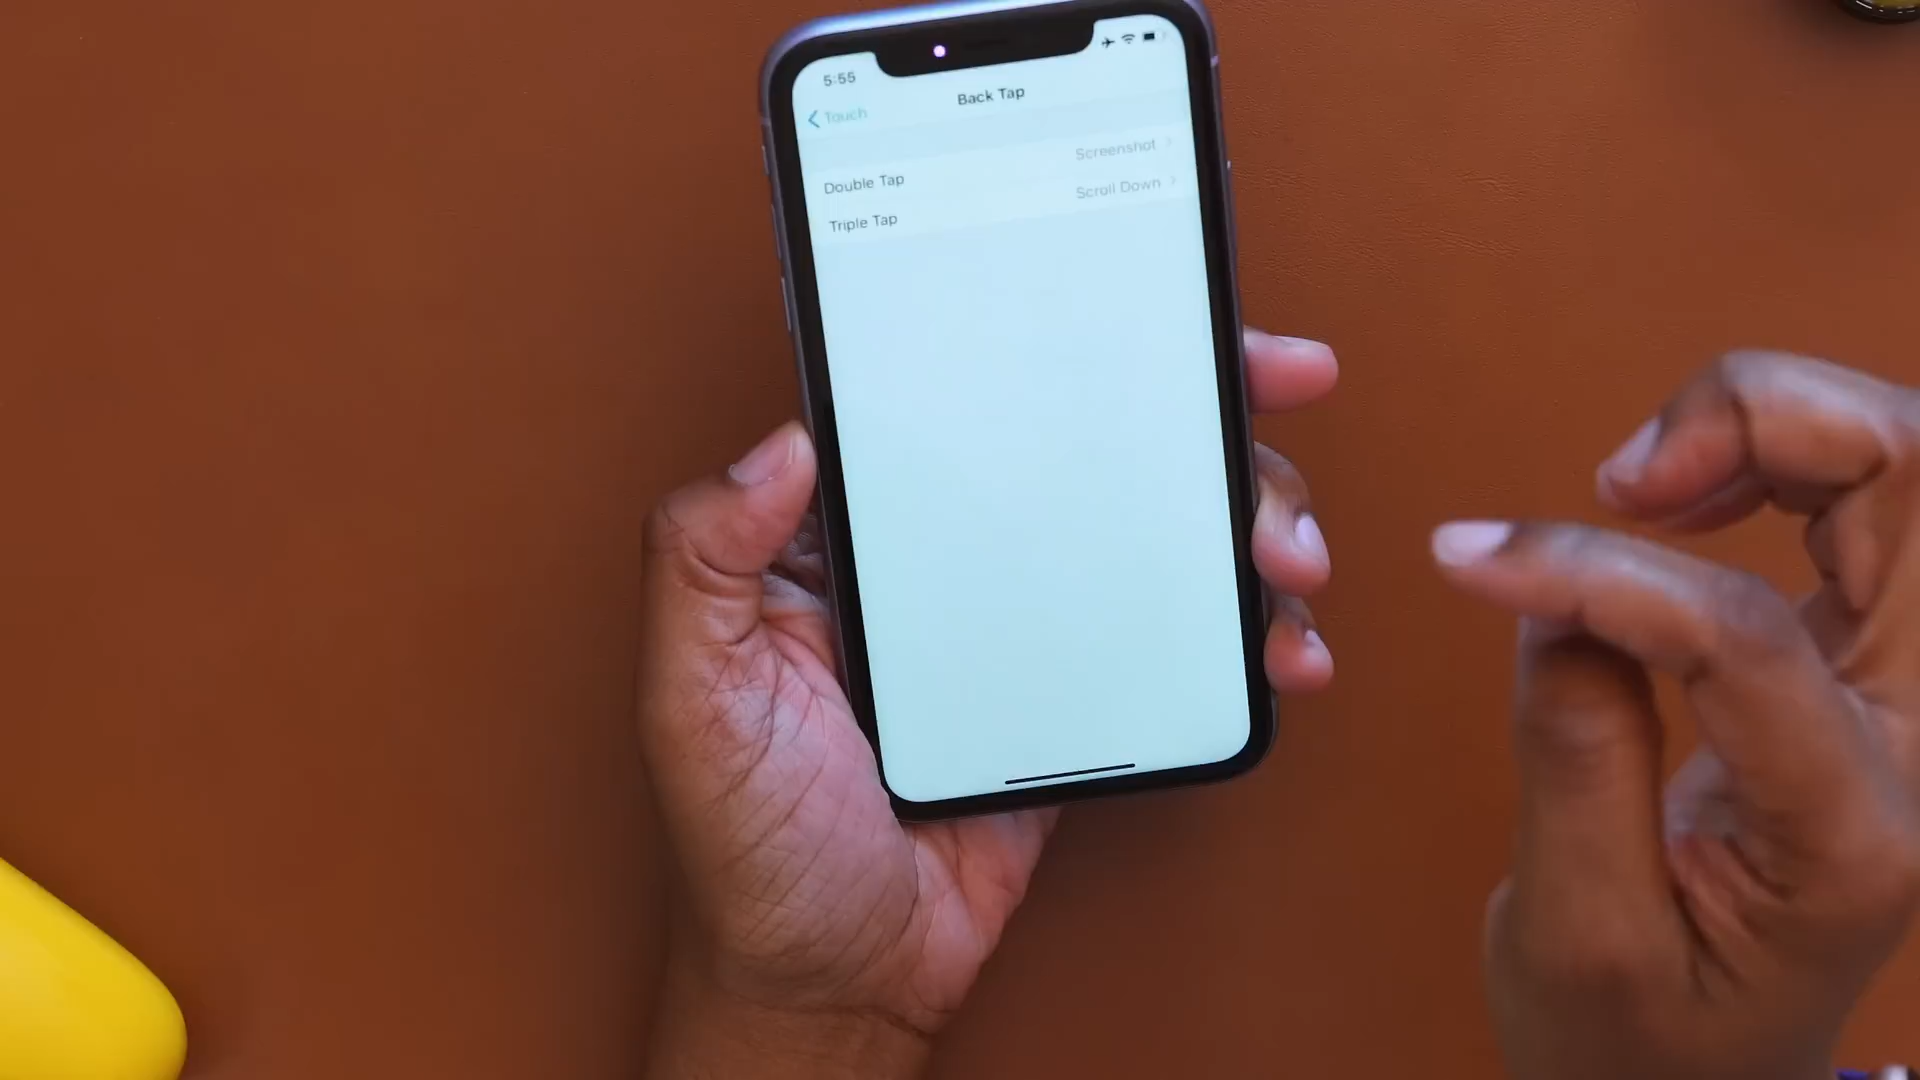 5:55
Touch
Back Tap
Double Tap Screenshot
Triple Tap Scroll Down